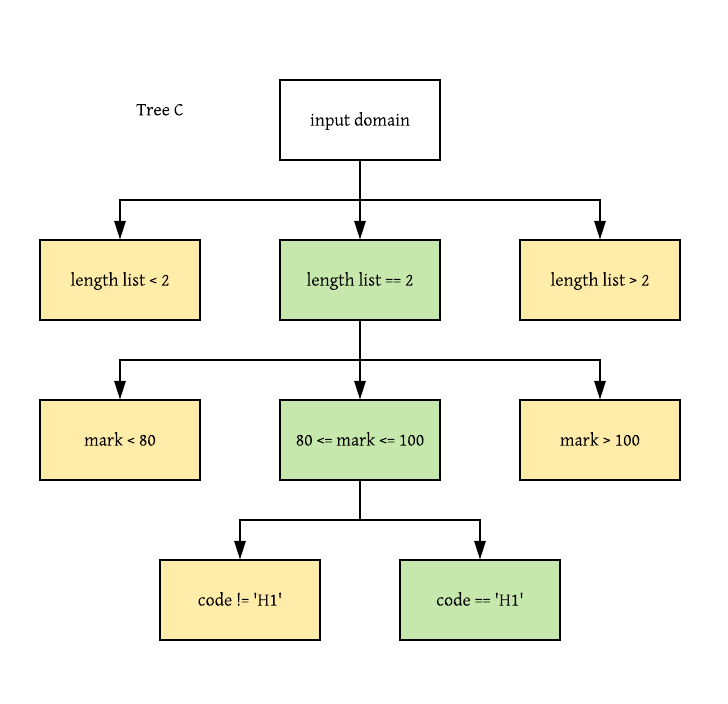 Tree C
input domain
length list < 2
length list == 2
length list > 2
mark < 80
80 <= mark <= 100
mark > 100
code != 'H1'
code == 'H1'